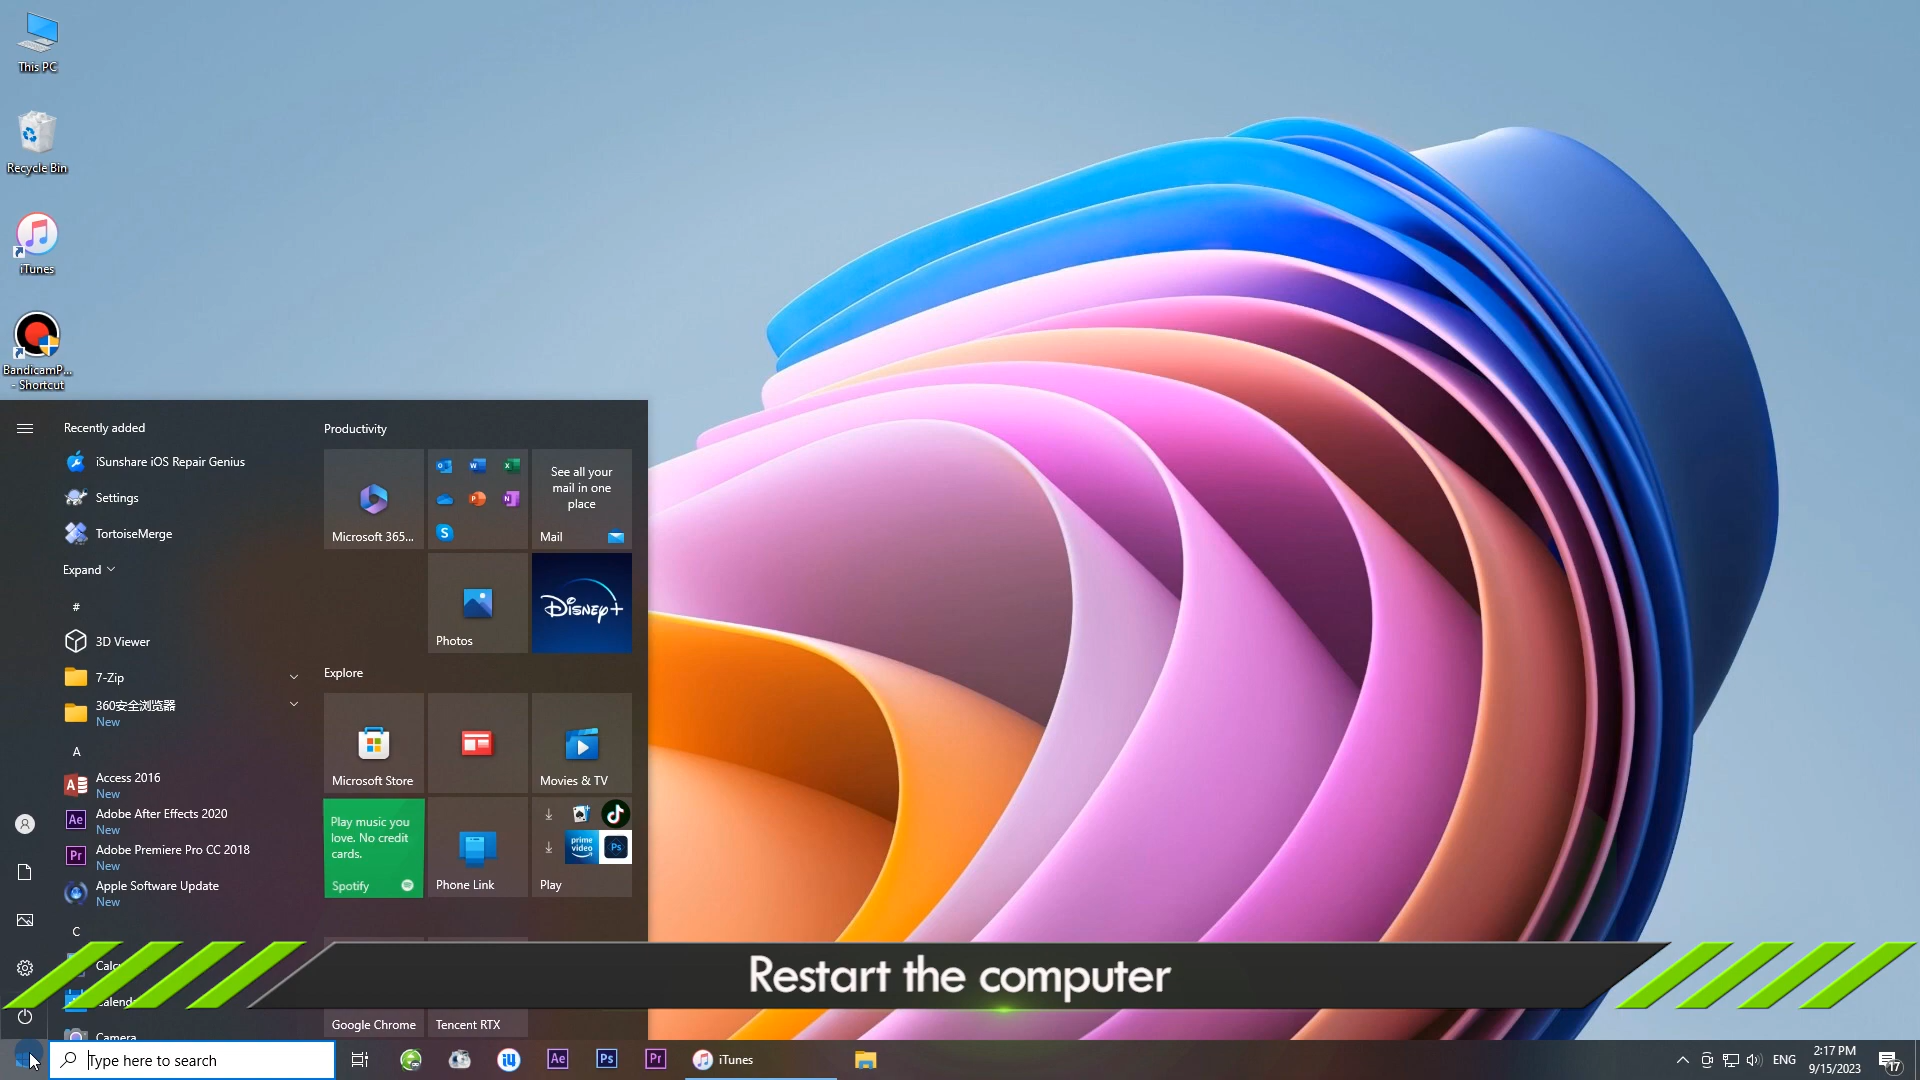 This PC
Recycle Bin
iTunes
BandicamP...
- Shortcut
Recently added
iSunshare iOS Repair Genius
Settings
TortoiseMerge
Expand
#
3D Viewer
7-Zip
360安全浏览器
New
A
Access 2016
New
Adobe After Effects 2020
New
Adobe Premiere Pro CC 2018
New
Apple Software Update
New
C
Camera
Productivity
Microsoft 365...
See all your
mail in one
place
Mail
Photos
Disney+
Explore
Microsoft Store
Movies & TV
Play music you
love. No credit
cards.
Spotify
Phone Link
prime
video
Ps
Play
Google Chrome
Tencent RTX
Restart the computer
Type here to search
Ae
Ps
Pr
iTunes
ENG
2:17 PM
9/15/2023
17